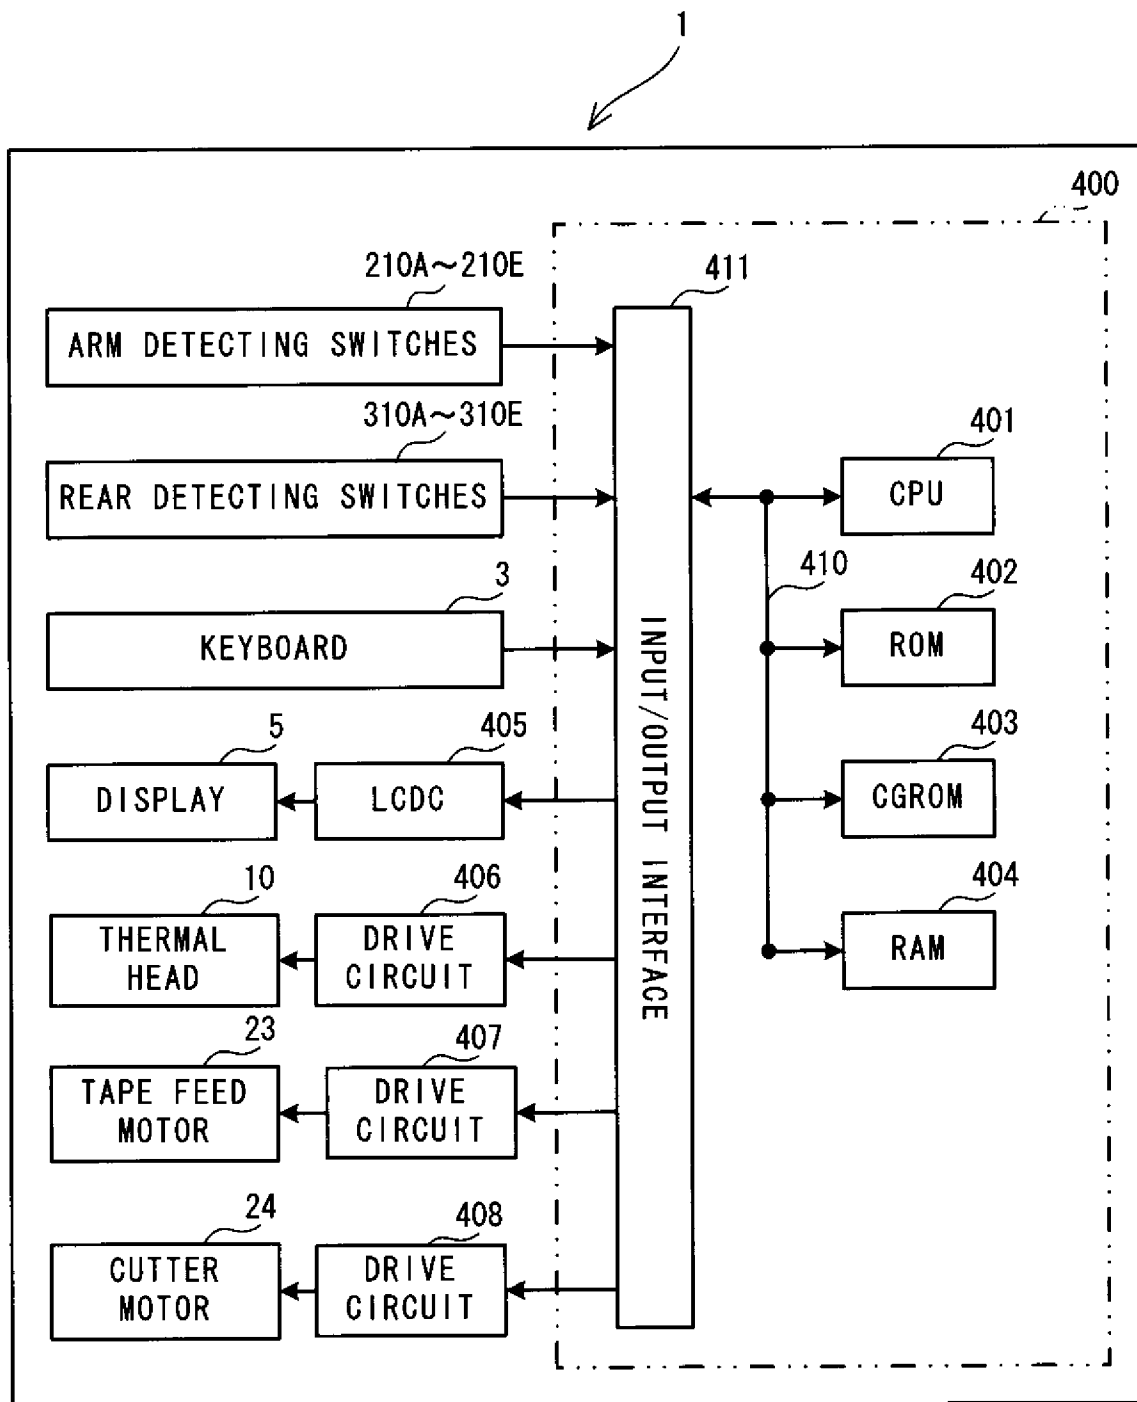 1
400
210A~210E
411
ARM DETECTING SWITCHES
310A~310E
401
REAR DETECTING SWITCHES
CPU
410
3
402
KEYBOARD
ROM
INPUT/OUTPUT INTERFACE
5
405
403
DISPLAY
LCDC
CGROM
10
406
404
THERMAL
HEAD
DRIVE
CIRCUIT
RAM
23
407
TAPE FEED
MOTOR
DRIVE
CIRCUIT
24
408
CUTTER
MOTOR
DRIVE
CIRCUIT